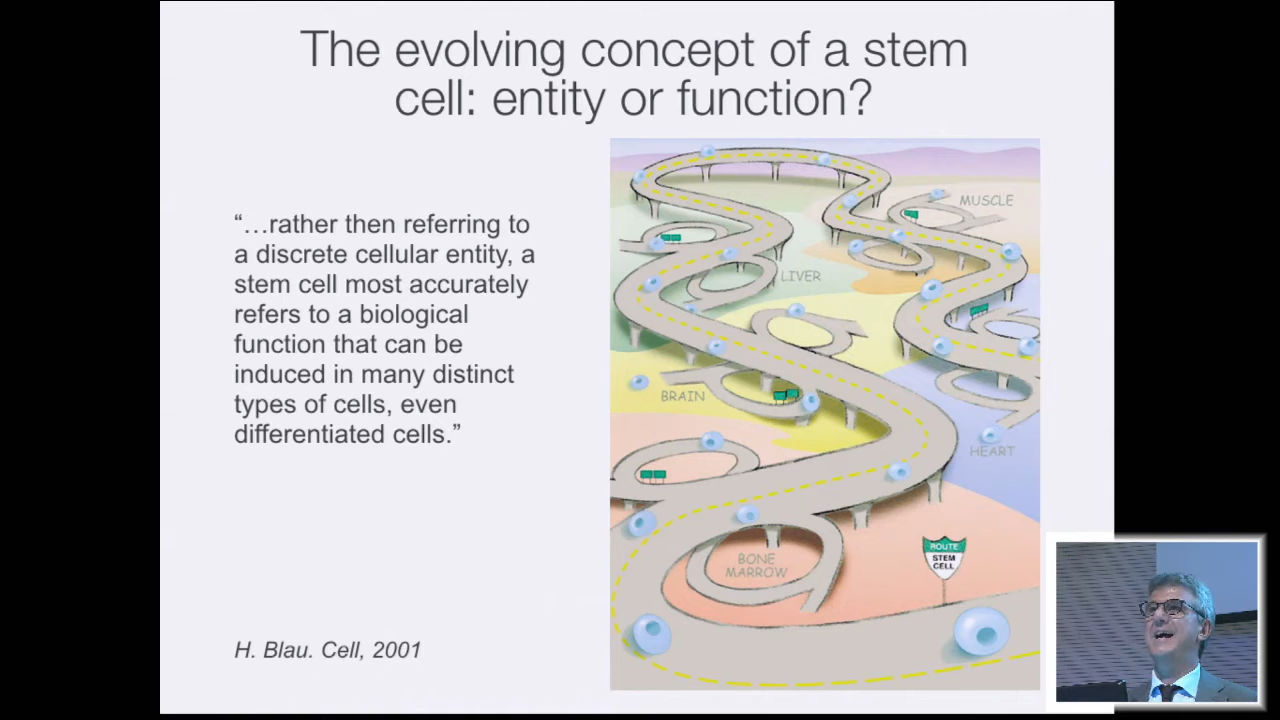 The evolving concept of a stem
cell: entity or function?
“…rather then referring to
a discrete cellular entity, a
stem cell most accurately
refers to a biological
function that can be
induced in many distinct
types of cells, even
differentiated cells.”
H. Blau. Cell, 2001
MUSCLE
LIVER
BRAIN
HEART
BONE
MARROW
ROUTE
STEM
CELL